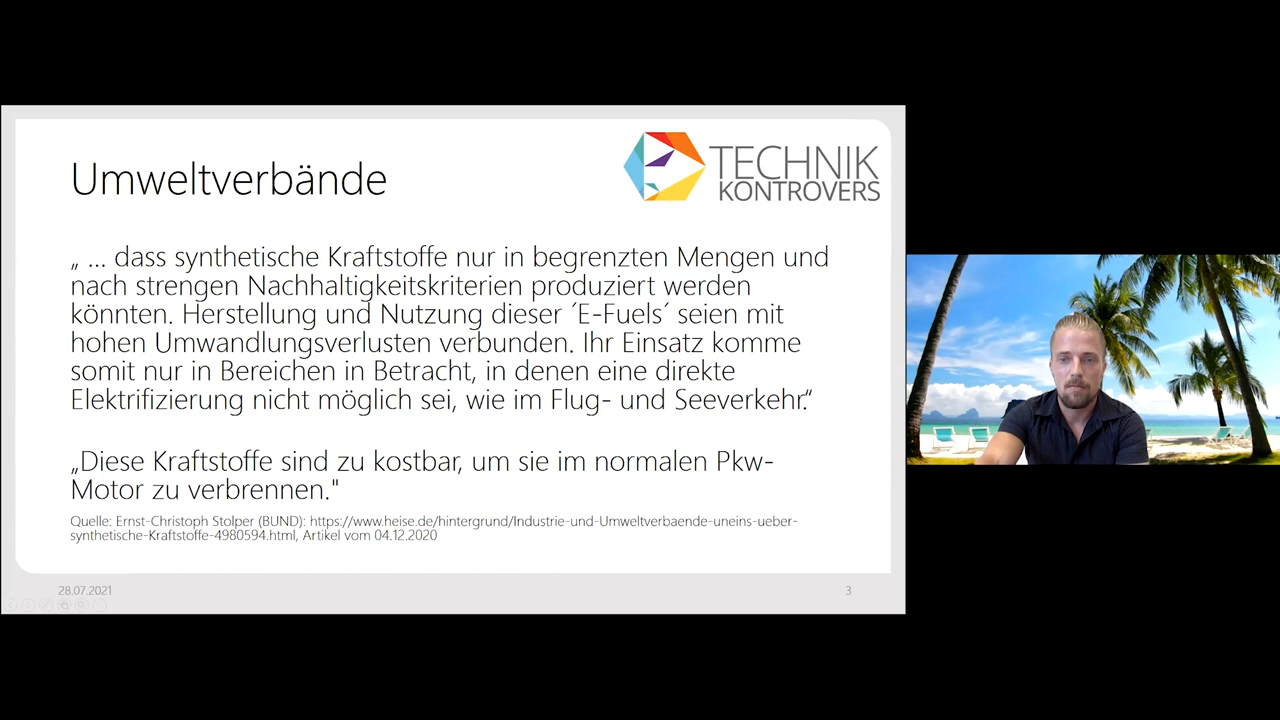 Umweltverbände
TECHNIK
KONTROVERS
„ ... dass synthetische Kraftstoffe nur in begrenzten Mengen und
nach strengen Nachhaltigkeitskriterien produziert werden
könnten. Herstellung und Nutzung dieser ´E-Fuels´ seien mit
hohen Umwandlungsverlusten verbunden. Ihr Einsatz komme
somit nur in Bereichen in Betracht, in denen eine direkte
Elektrifizierung nicht möglich sei, wie im Flug- und Seeverkehr.“
„Diese Kraftstoffe sind zu kostbar, um sie im normalen Pkw-
Motor zu verbrennen."
Quelle: Ernst-Christoph Stolper (BUND): https://www.heise.de/hintergrund/Industrie-und-Umweltverbaende-uneins-ueber-
synthetische-Kraftstoffe-4980594.html, Artikel vom 04.12.2020
28.07.2021
3